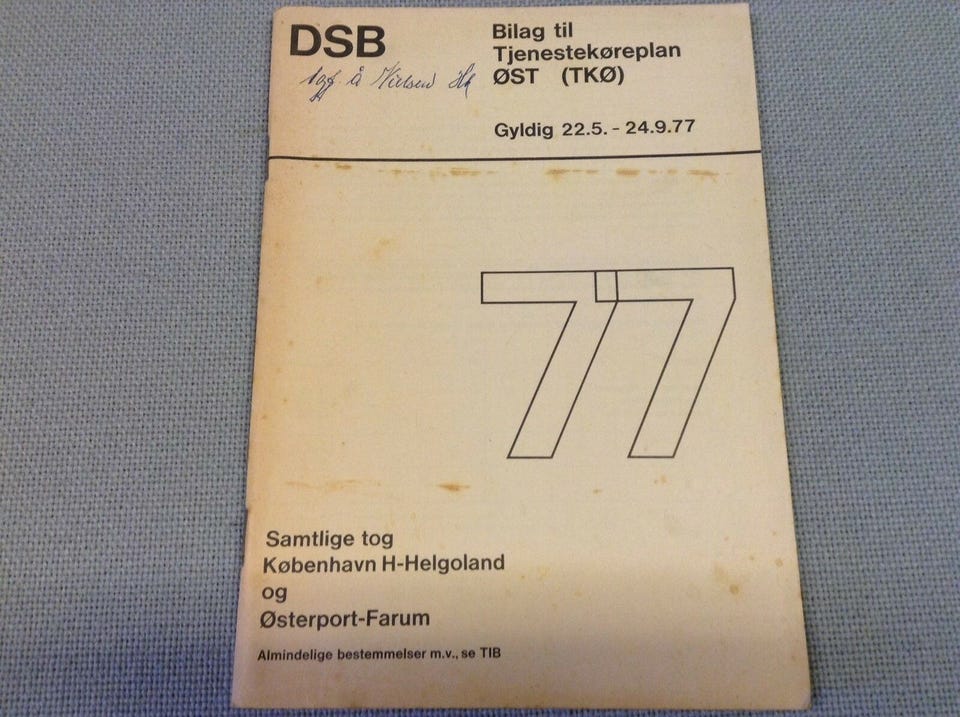 DSB
Bilag til
Tjenestekøreplan
ØST (TKØ)
å Nielsen
Gyldig 22.5. - 24.9.77
77
Samtlige tog
København H-Helgoland
og
Østerport-Farum
Almindelige bestemmelser m.v., se TIB